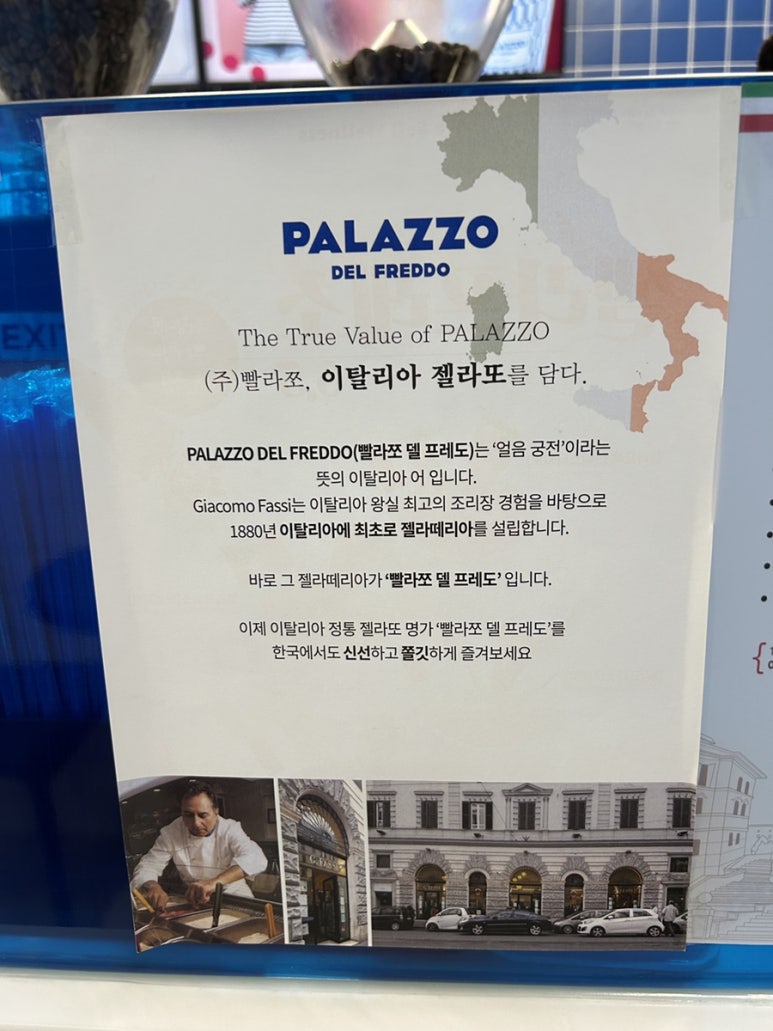 PALAZZO
DEL FREDDO
The True Value of PALAZZO
(주)빨라쪼, 이탈리아 젤라또를 담다.
PALAZZO DEL FREDDO(빨라쪼 델 프레도)는 ‘얼음 궁전’이라는
뜻의 이탈리아 어 입니다.
Giacomo Fassi는 이탈리아 왕실 최고의 조리장 경험을 바탕으로
1880년 이탈리아에 최초로 젤라떼리아를 설립합니다.
바로 그 젤라떼리아가 ‘빨라쪼 델 프레도’ 입니다.
이제 이탈리아 정통 젤라또 명가 ‘빨라쪼 델 프레도’를
한국에서도 신선하고 쫄깃하게 즐겨보세요